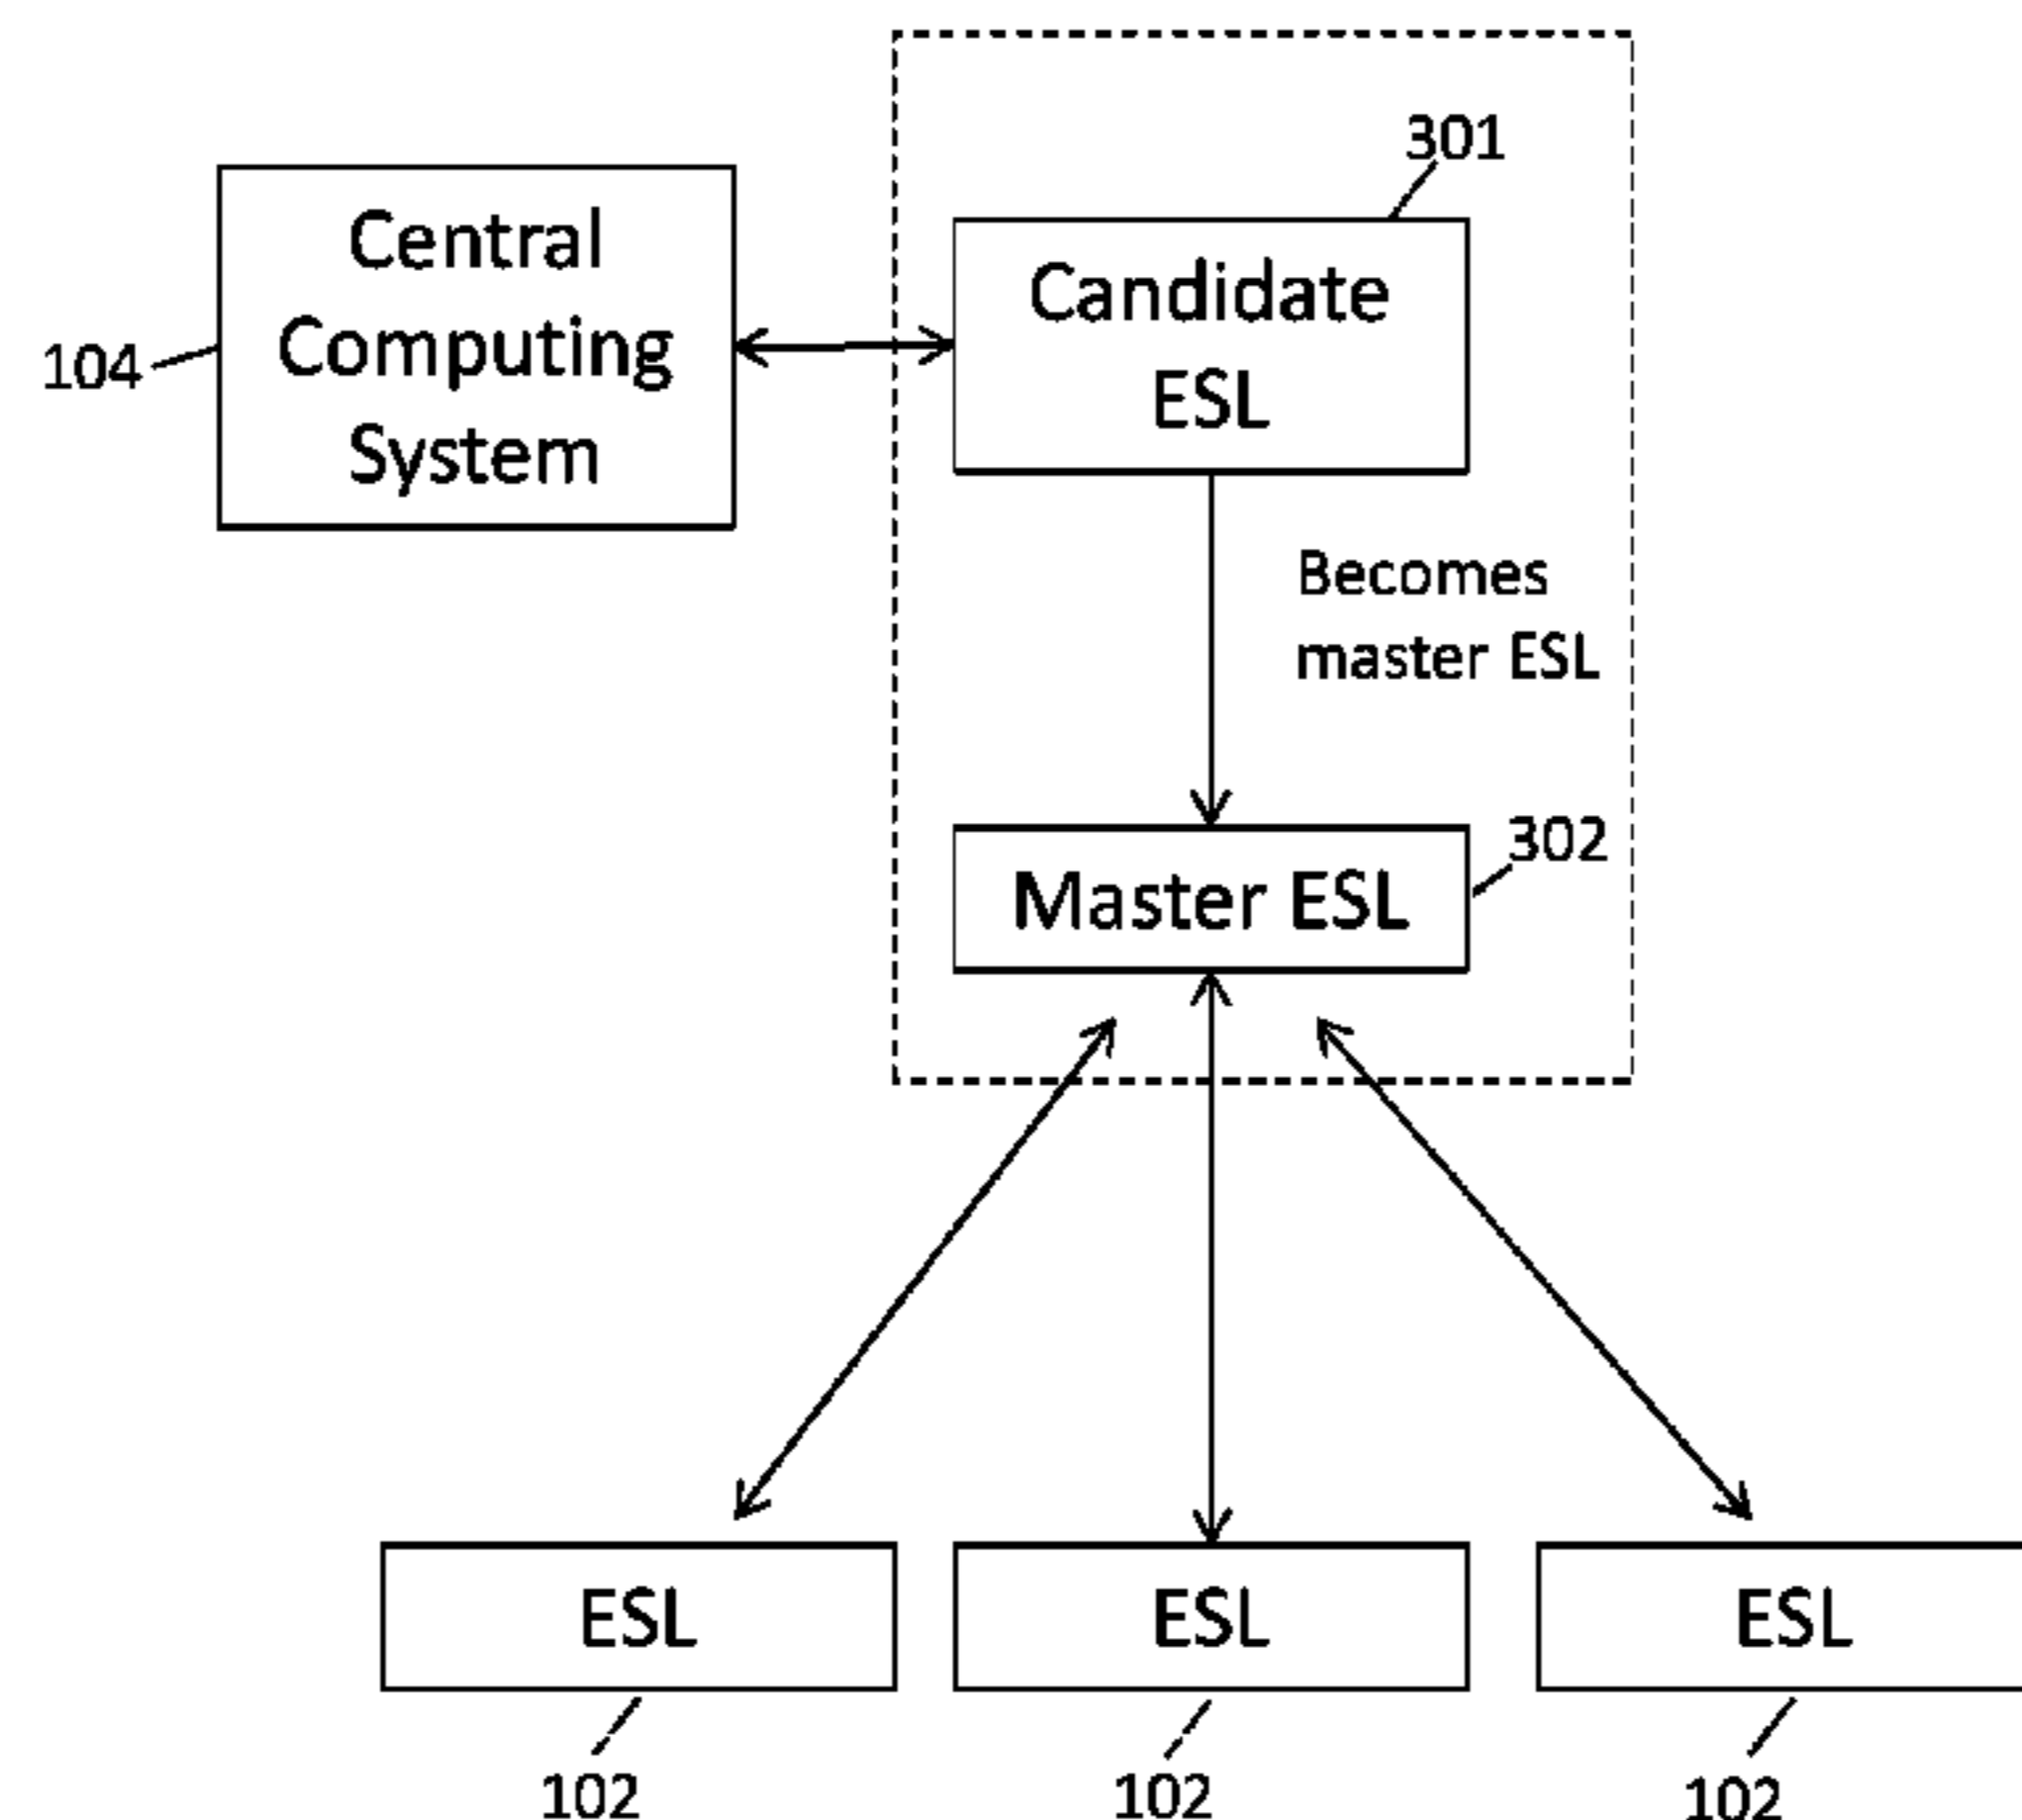 301
Central
Computing
System
104
Candidate
ESL
Becomes
master ESL
302
Master ESL
ESL
ESL
ESL
102
102
102